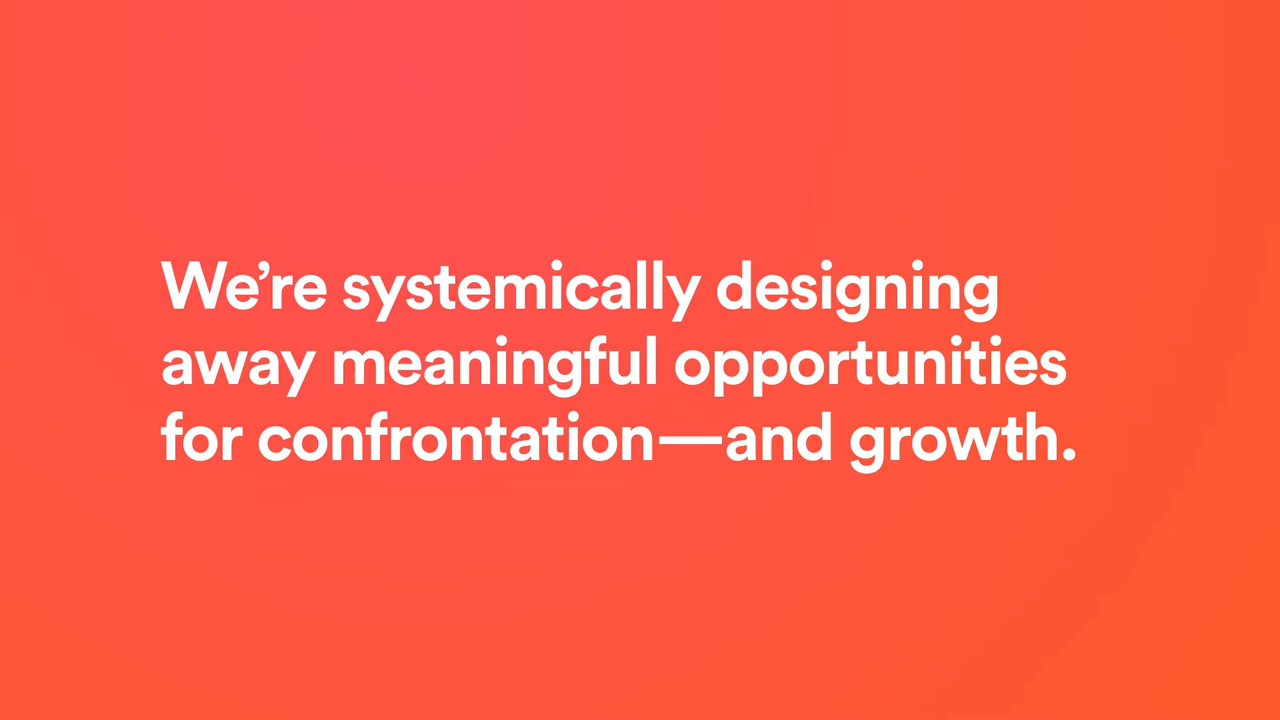 We’re systemically designing
away meaningful opportunities
for confrontation—and growth.